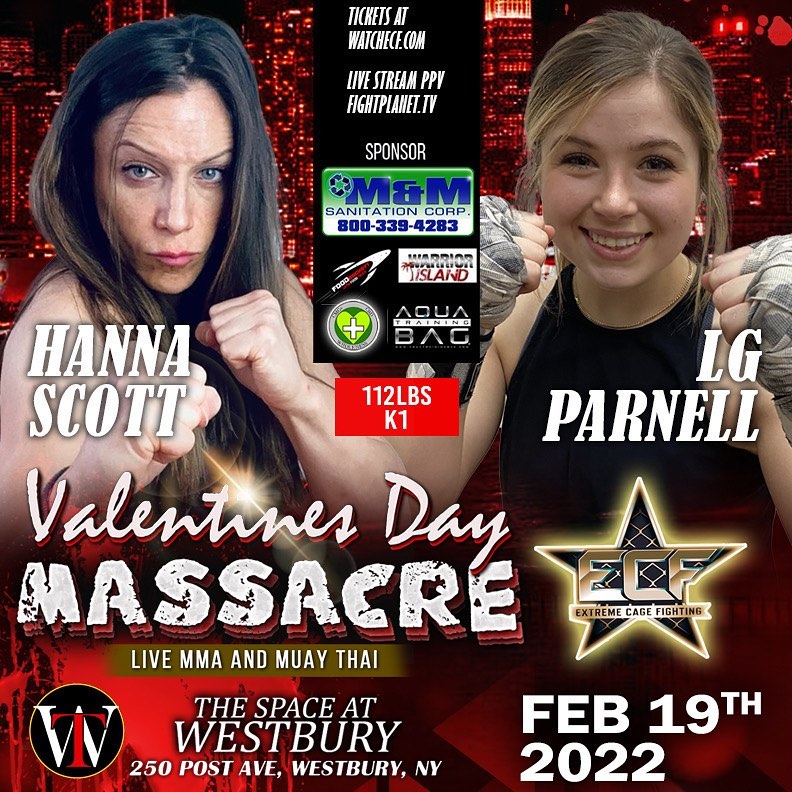 TICKETS AT
WATCHECF.COM
LIVE STREAM PPV
FIGHTPLANET.TV
SPONSOR
M&M
SANITATION CORP.
800-339-4283
WARRIOR
ISLAND
AQUA
TRAINING
BAG
HANNA
SCOTT
112LBS
K1
LG
PARNELL
Valentines Day
MASSACRE
ECF
EXTREME CAGE FIGHTING
LIVE MMA AND MUAY THAI
TW
THE SPACE AT
WESTBURY
250 POST AVE, WESTBURY, NY
FEB 19TH
2022